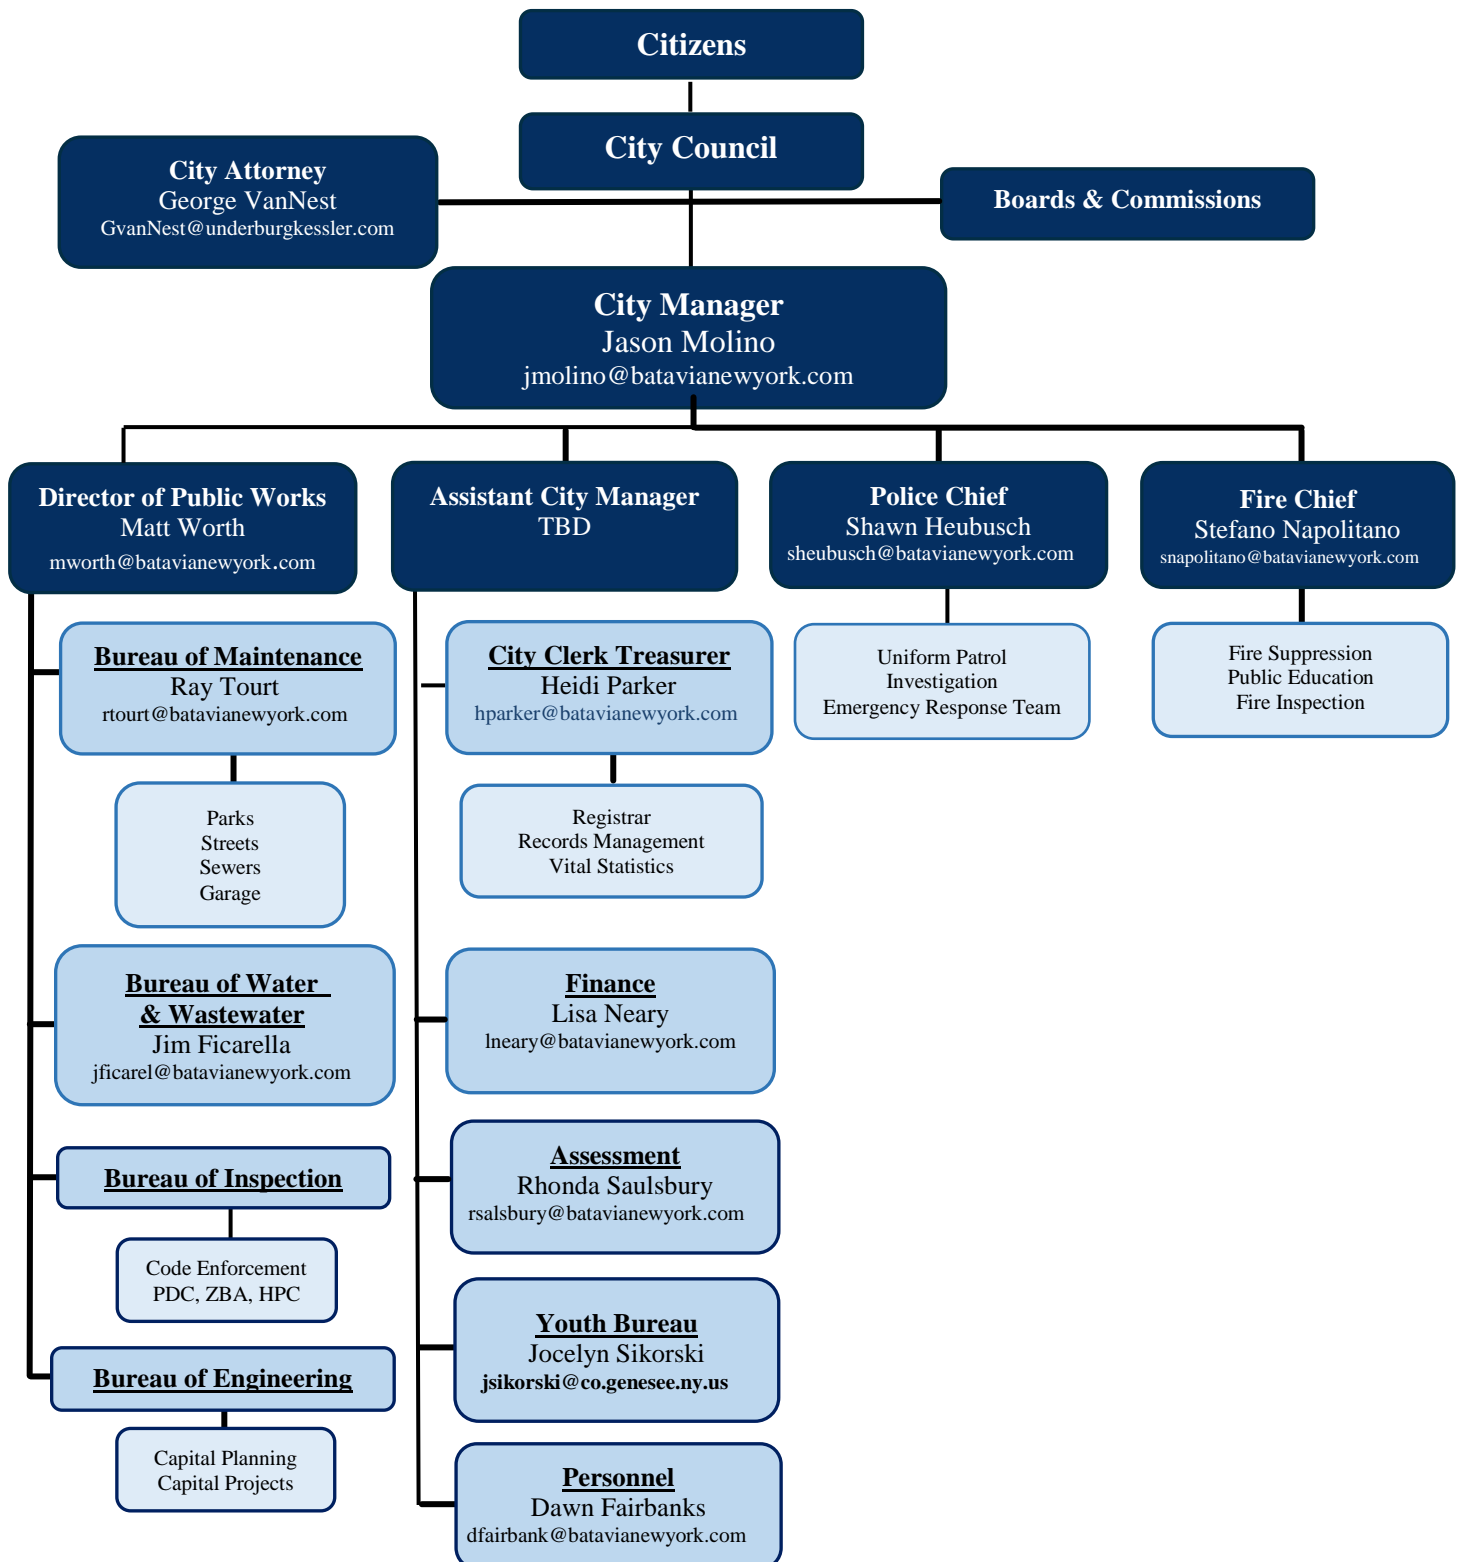 Citizens
City Council
City Attorney
George VanNest
GvanNest@underburgkessler.com
Boards & Commissions
City Manager
Jason Molino
jmolino@batavianewyork.com
Director of Public Works
Matt Worth
mworth@batavianewyork.com
Assistant City Manager
TBD
Police Chief
Shawn Heubusch
sheubusch@batavianewyork.com
Fire Chief
Stefano Napolitano
snapolitano@batavianewyork.com
Bureau of Maintenance
Ray Tourt
rtourt@batavianewyork.com
Parks
Streets
Sewers
Garage
Bureau of Water
& Wastewater
Jim Ficarella
jficarel@batavianewyork.com
Bureau of Inspection
Code Enforcement
PDC, ZBA, HPC
Bureau of Engineering
Capital Planning
Capital Projects
City Clerk Treasurer
Heidi Parker
hparker@batavianewyork.com
Registrar
Records Management
Vital Statistics
Finance
Lisa Neary
lneary@batavianewyork.com
Assessment
Rhonda Saulsbury
rsalsbury@batavianewyork.com
Youth Bureau
Jocelyn Sikorski
jsikorski@co.genesee.ny.us
Personnel
Dawn Fairbanks
dfairbank@batavianewyork.com
Uniform Patrol
Investigation
Emergency Response Team
Fire Suppression
Public Education
Fire Inspection